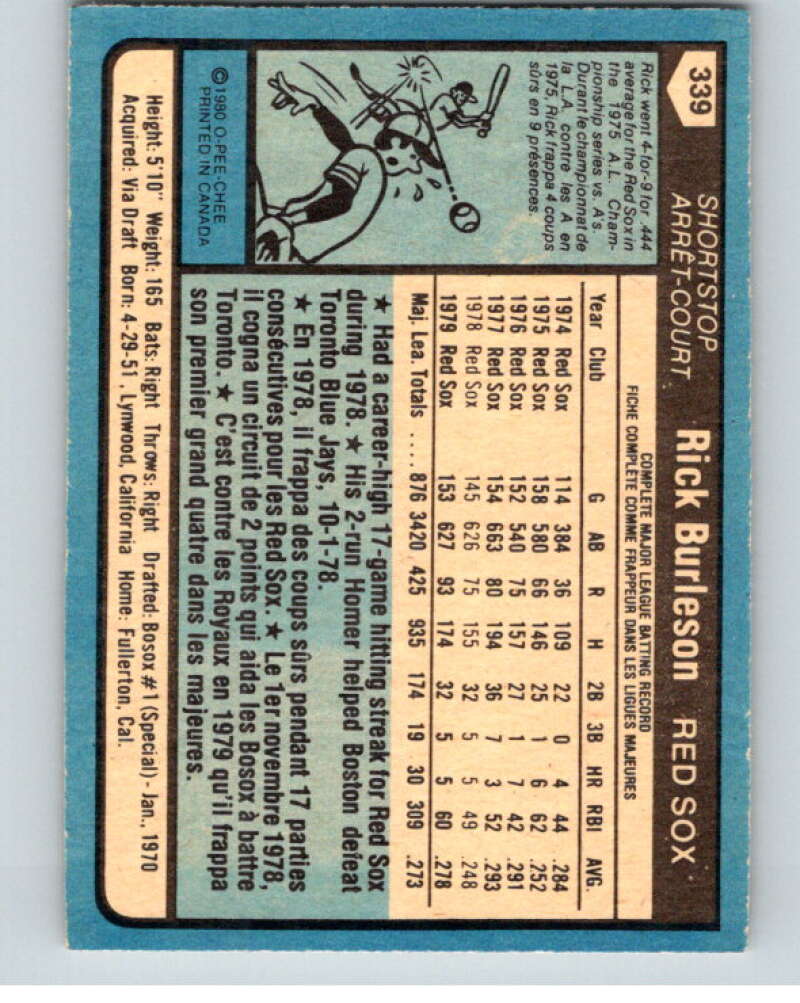 339
SHORTSTOP
ARRÊT-COURT
Rick Burleson RED SOX
Rick went 4-for-9 for .444
average for the Red Sox in
the 1975 A.L. Cham-
pionship series vs. A's.
Durant le championnat de
la L.A. contre les A en
1975, Rick frappa 4 coups
sûrs en 9 présences.
©1980 O-PEE-CHEE
PRINTED IN CANADA
COMPLETE MAJOR LEAGUE BATTING RECORD
FICHE COMPLÈTE COMME FRAPPEUR DANS LES LIGUES MAJEURES
Year Club G AB R H 2B 3B HR RBI AVG.
1974 Red Sox 114 384 36 109 22 0 4 44 .284
1975 Red Sox 158 580 66 146 25 1 6 62 .252
1976 Red Sox 152 540 75 157 27 1 7 42 .291
1977 Red Sox 154 663 80 194 36 7 3 52 .293
1978 Red Sox 145 626 75 155 32 5 5 49 .248
1979 Red Sox 153 627 93 174 32 5 5 60 .278
Maj. Lea. Totals .... 876 3420 425 935 174 19 30 309 .273
★ Had a career-high 17-game hitting streak for Red Sox
during 1978. ★ His 2-run Homer helped Boston defeat
Toronto Blue Jays, 10-1-78.
★ En 1978, il frappa des coups sûrs pendant 17 parties
consécutives pour les Red Sox. ★ Le 1er novembre 1978,
il cogna un circuit de 2 points qui aida les Bosox à battre
Toronto. ★ C'est contre les Royaux en 1979 qu'il frappa
son premier grand quatre dans les majeures.
Height: 5'10" Weight: 165 Bats: Right Throws: Right Drafted: Bosox #1 (Special) - Jan., 1970
Acquired: Via Draft Born: 4-29-51, Lynwood, California Home: Fullerton, Cal.